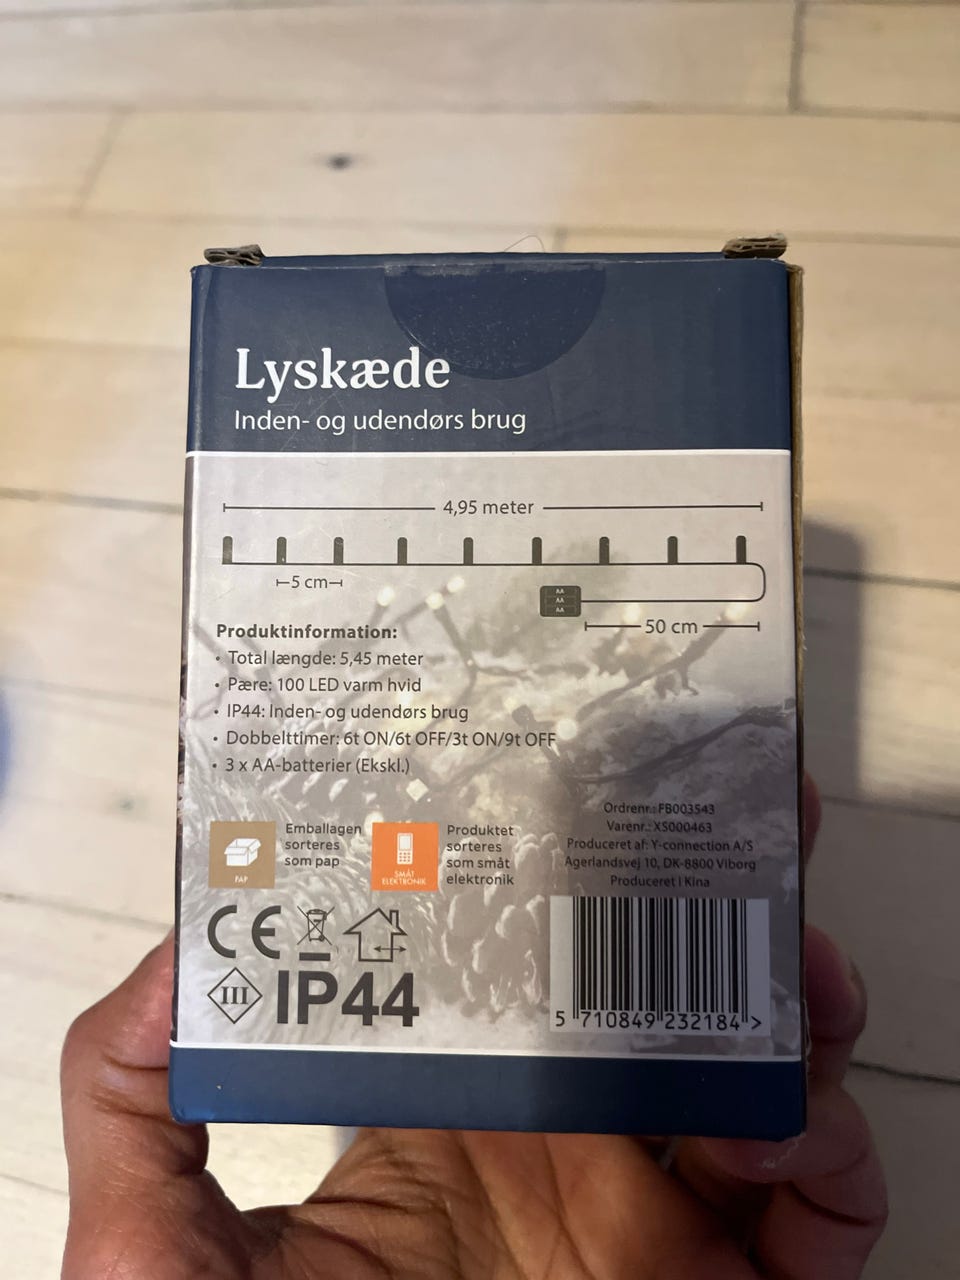 Lyskæde
Inden- og udendørs brug
4,95 meter
5 cm
AA
AA
AA
50 cm
Produktinformation:
• Total længde: 5,45 meter
• Pære: 100 LED varm hvid
• IP44: Inden- og udendørs brug
• Dobbelttimer: 6t ON/6t OFF/3t ON/9t OFF
• 3 x AA-batterier (Ekskl.)
Ordrenr.: FB003543
Varenr.: XS000463
Produceret af: Y-connection A/S
Agerlandsvej 10, DK-8800 Viborg
Produceret i Kina
PAP
Emballagen
sorteres
som pap
SMÅT
ELEKTRONIK
Produktet
sorteres
som småt
elektronik
CE
III
IP44
5 710849 232184 >